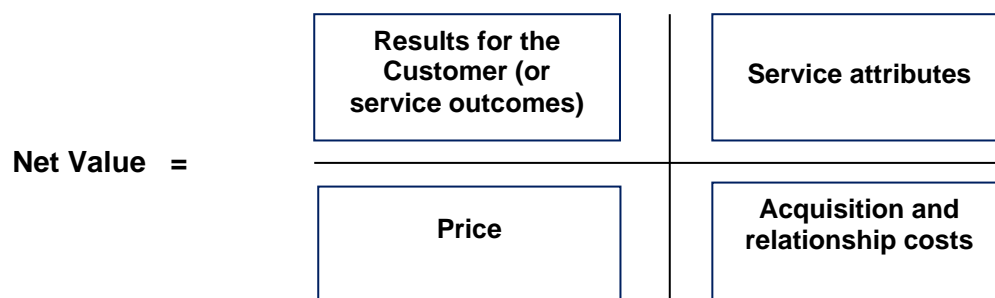 Results for the
Customer (or
service outcomes)
Service attributes
Net Value =
Price
Acquisition and
relationship costs